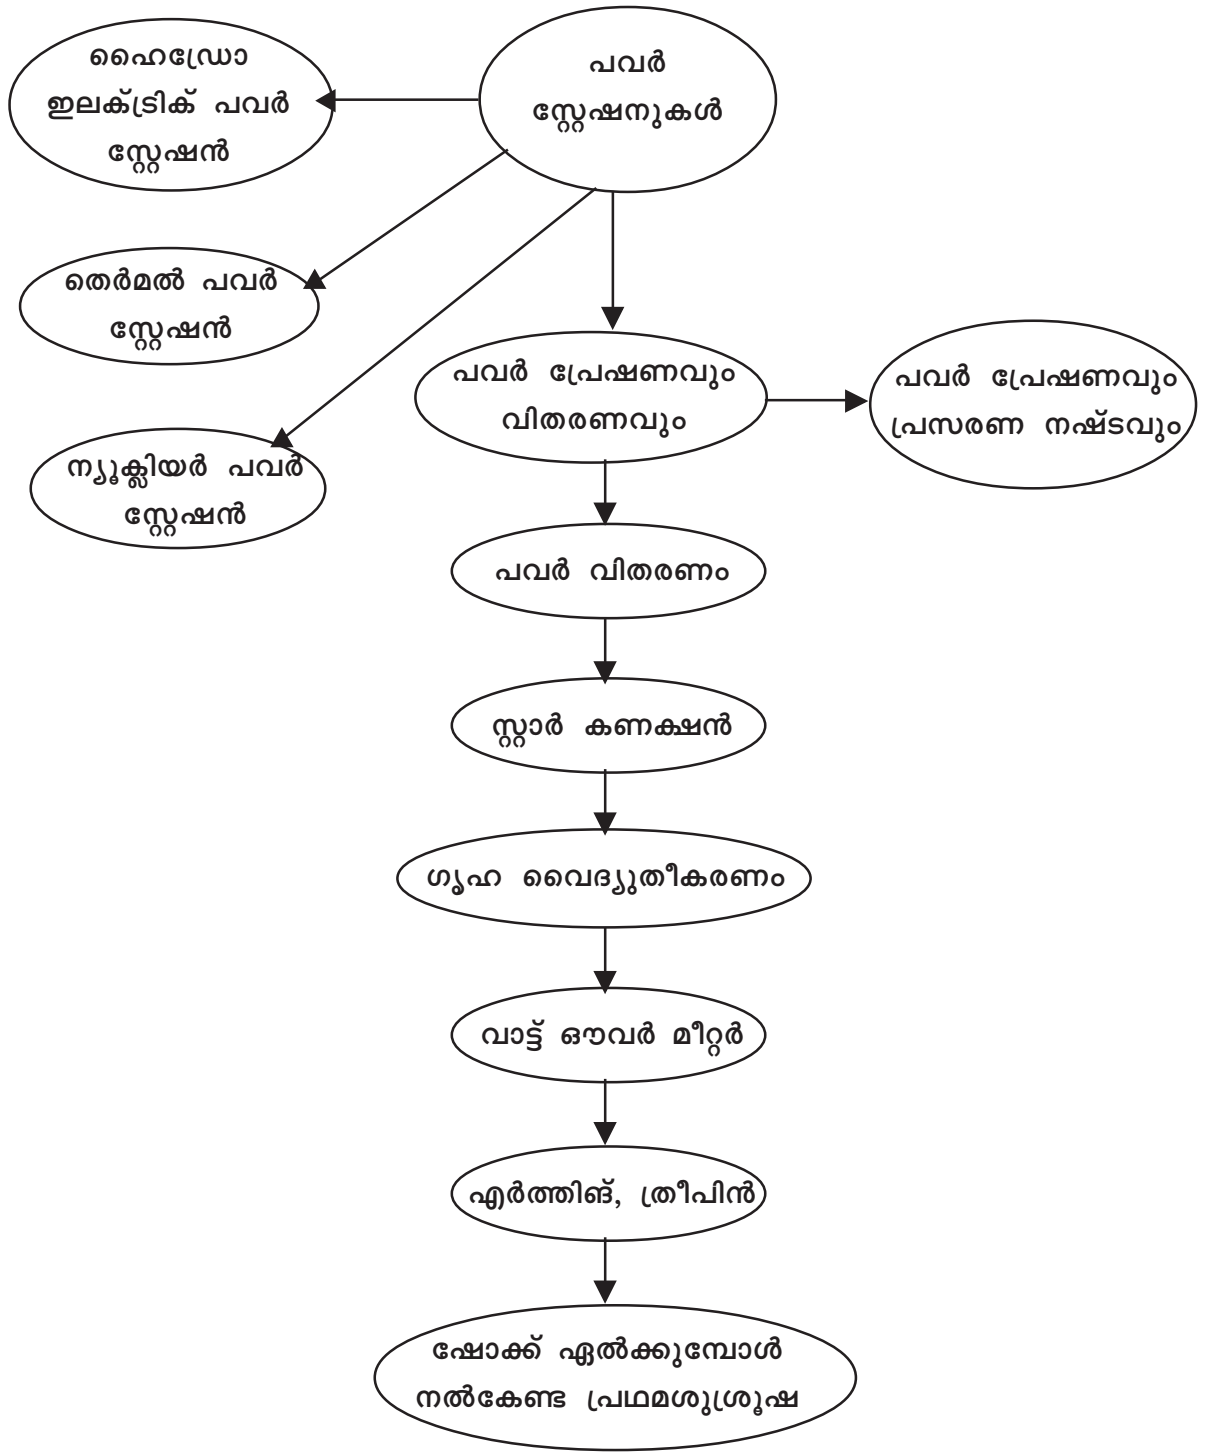 ഹൈഡ്രോ
ഇലക്ട്രിക് പവർ
സ്റ്റേഷൻ
പവർ
സ്റ്റേഷനുകൾ
തെർമൽ പവർ
സ്റ്റേഷൻ
ന്യൂക്ലിയർ പവർ
സ്റ്റേഷൻ
പവർ പ്രേഷണവും
വിതരണവും
പവർ പ്രേഷണവും
പ്രസരണ നഷ്ടവും
പവർ വിതരണം
സ്റ്റാർ കണക്ഷൻ
ഗൃഹ വൈദ്യുതീകരണം
വാട്ട് ഔവർ മീറ്റർ
എർത്തിങ്, ത്രീപിൻ
ഷോക്ക് ഏൽക്കുമ്പോൾ
നൽകേണ്ട പ്രഥമശുശ്രൂഷ